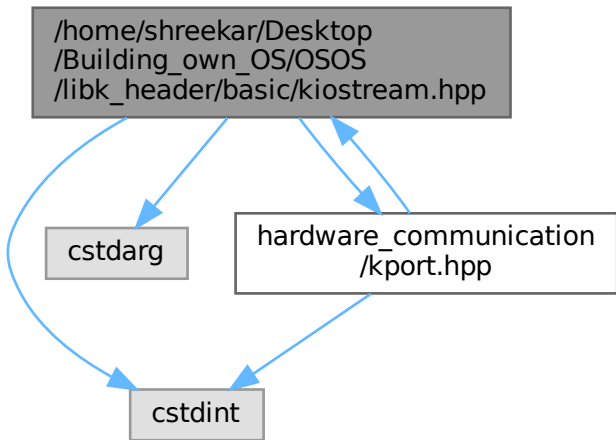 /home/shreekar/Desktop
/Building_own_OS/OSOS
/libk_header/basic/kiostream.hpp
cstdarg
hardware_communication
/kport.hpp
cstdint